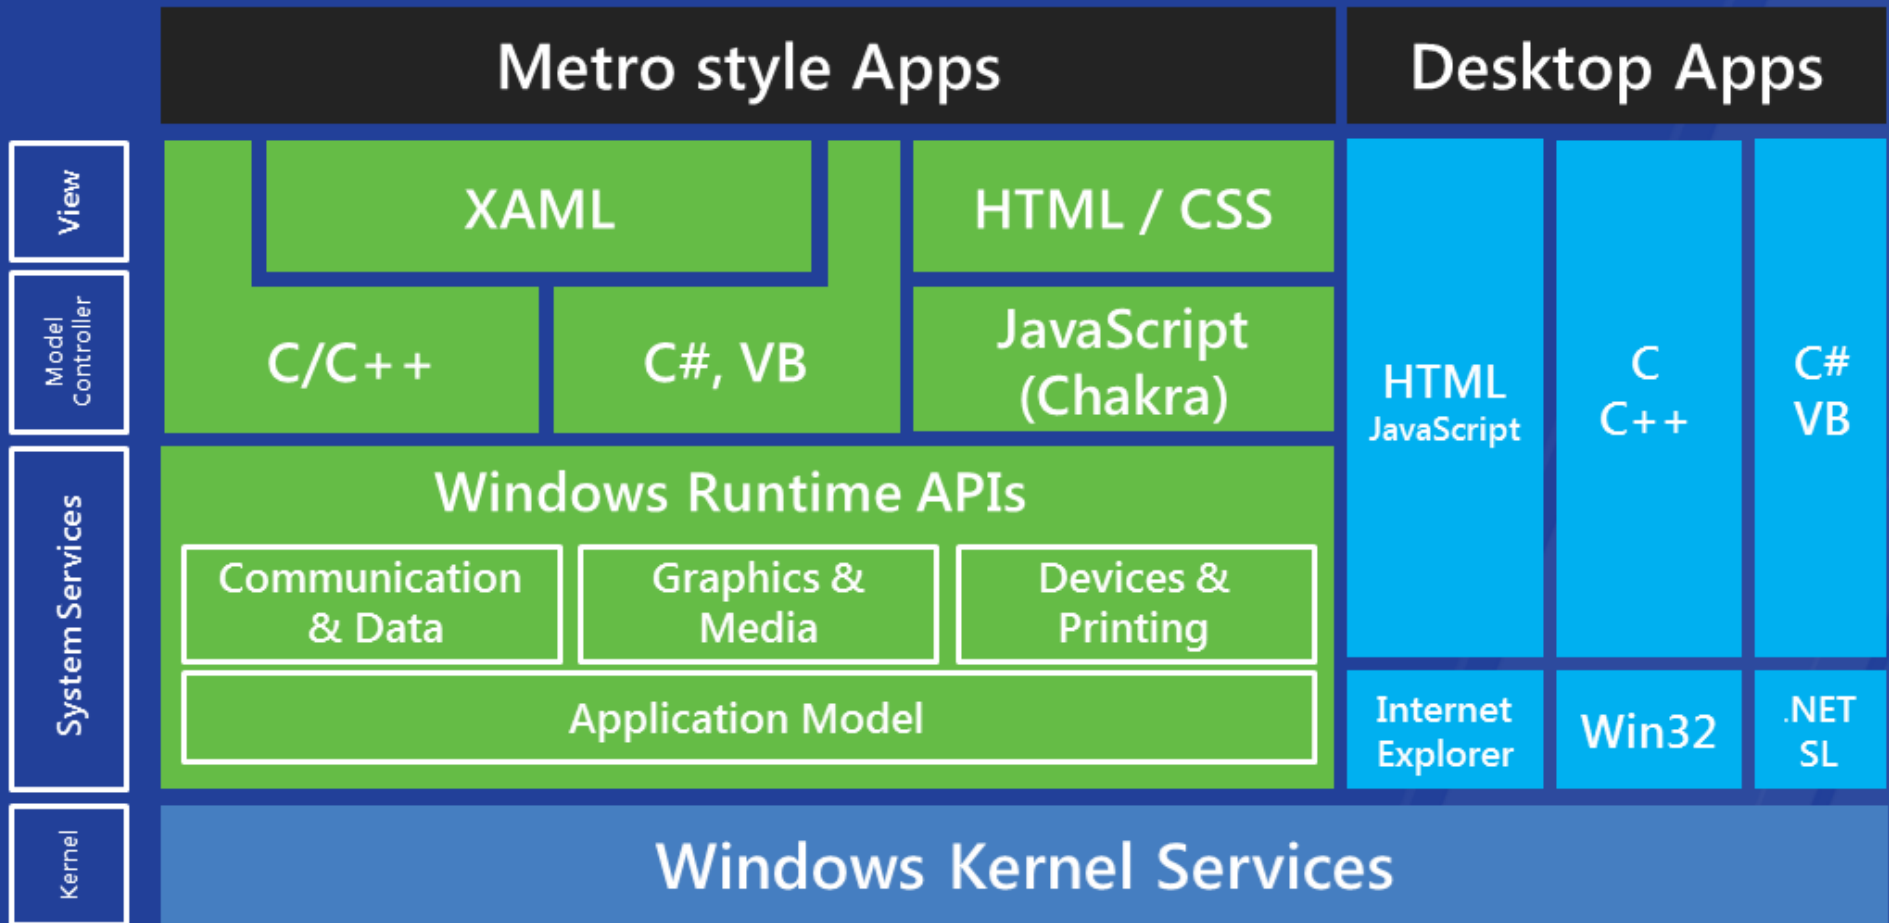 Metro style Apps
Desktop Apps
View
XAML
HTML / CSS
Model
Controller
C/C++
C#, VB
JavaScript
(Chakra)
HTML
JavaScript
C
C++
C#
VB
System Services
Windows Runtime APIs
Communication
& Data
Graphics &
Media
Devices &
Printing
Application Model
Internet
Explorer
Win32
.NET
SL
Kernel
Windows Kernel Services